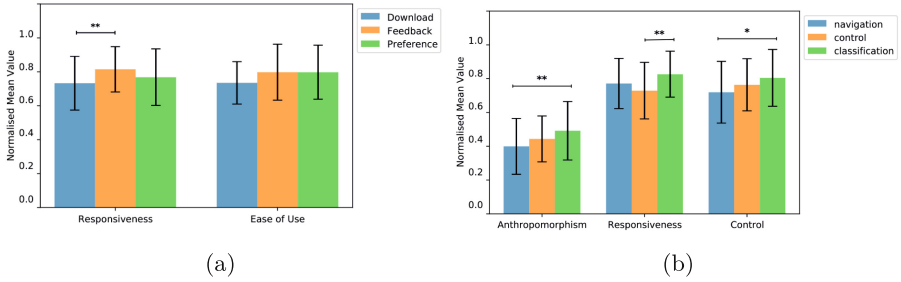 1.0
0.8
0.6
0.4
0.2
0.0
Normalised Mean Value
**
Responsiveness
Ease of Use
Download
Feedback
Preference
(a)
1.0
0.8
0.6
0.4
0.2
0.0
Normalised Mean Value
**
**
*
Anthropomorphism
Responsiveness
Control
navigation
control
classification
(b)